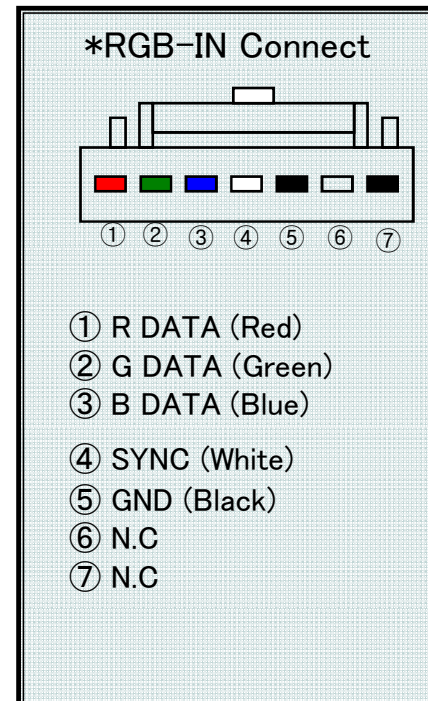 *RGB-IN Connect
① ② ③ ④ ⑤ ⑥ ⑦
① R DATA (Red)
② G DATA (Green)
③ B DATA (Blue)
④ SYNC (White)
⑤ GND (Black)
⑥ N.C
⑦ N.C